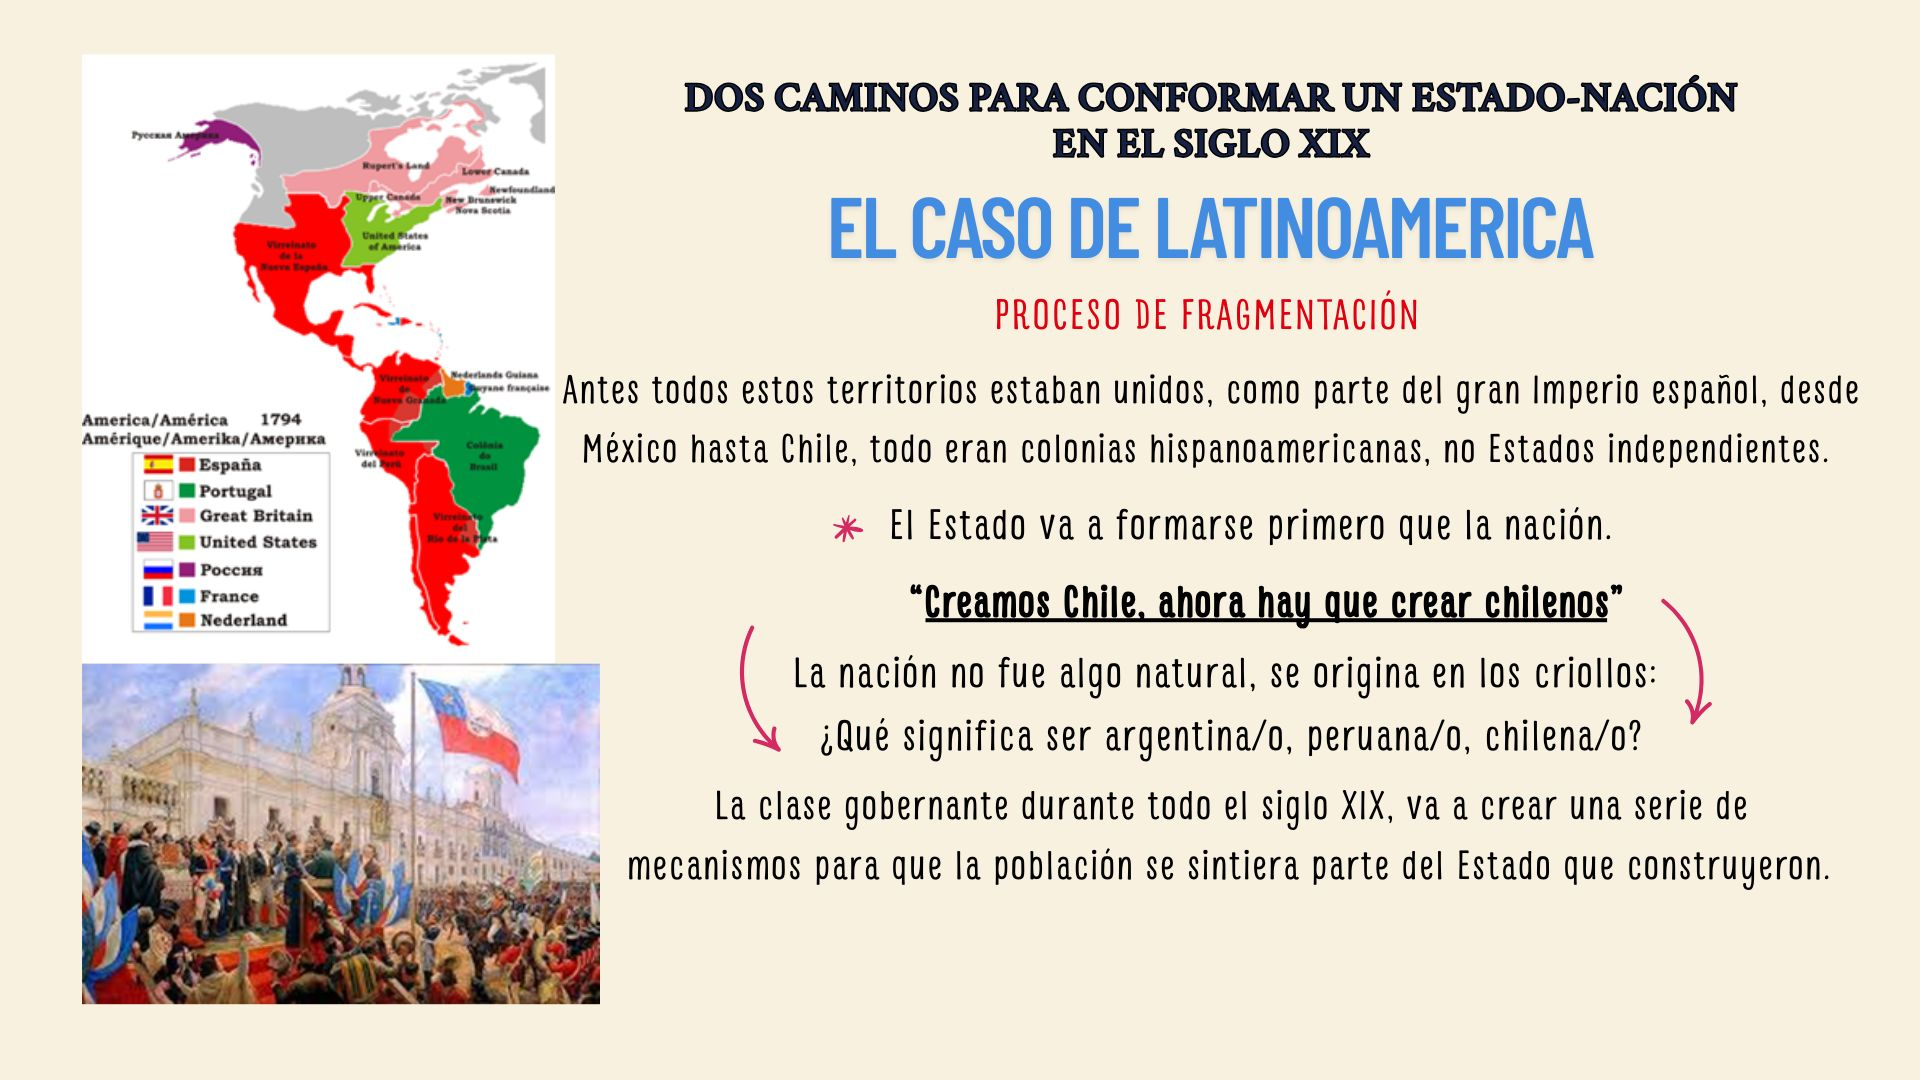 DOS CAMINOS PARA CONFORMAR UN ESTADO-NACIÓN
EN EL SIGLO XIX
EL CASO DE LATINOAMERICA
PROCESO DE FRAGMENTACIÓN
Antes todos estos territorios estaban unidos, como parte del gran Imperio español, desde
México hasta Chile, todo eran colonias hispanoamericanas, no Estados independientes.
El Estado va a formarse primero que la nación.
“Creamos Chile, ahora hay que crear chilenos”
La nación no fue algo natural, se origina en los criollos:
¿Qué significa ser argentina/o, peruana/o, chilena/o?
La clase gobernante durante todo el siglo XIX, va a crear una serie de
mecanismos para que la población se sintiera parte del Estado que construyeron.
Русская Америка
Rupert's Land
Lower Canada
Newfoundland
Upper Canada
New Brunswick
Nova Scotia
United States
of America
Virreinato
de la
Nueva España
Nederlands Guiana
Guyane française
Virreinato
de
Nueva Granada
Virreinato
del Perú
Colônia
do
Brasil
Virreinato
del
Río de la Plata
America/América 1794
Amérique/Amerika/Америка
España
Portugal
Great Britain
United States
Россия
France
Nederland